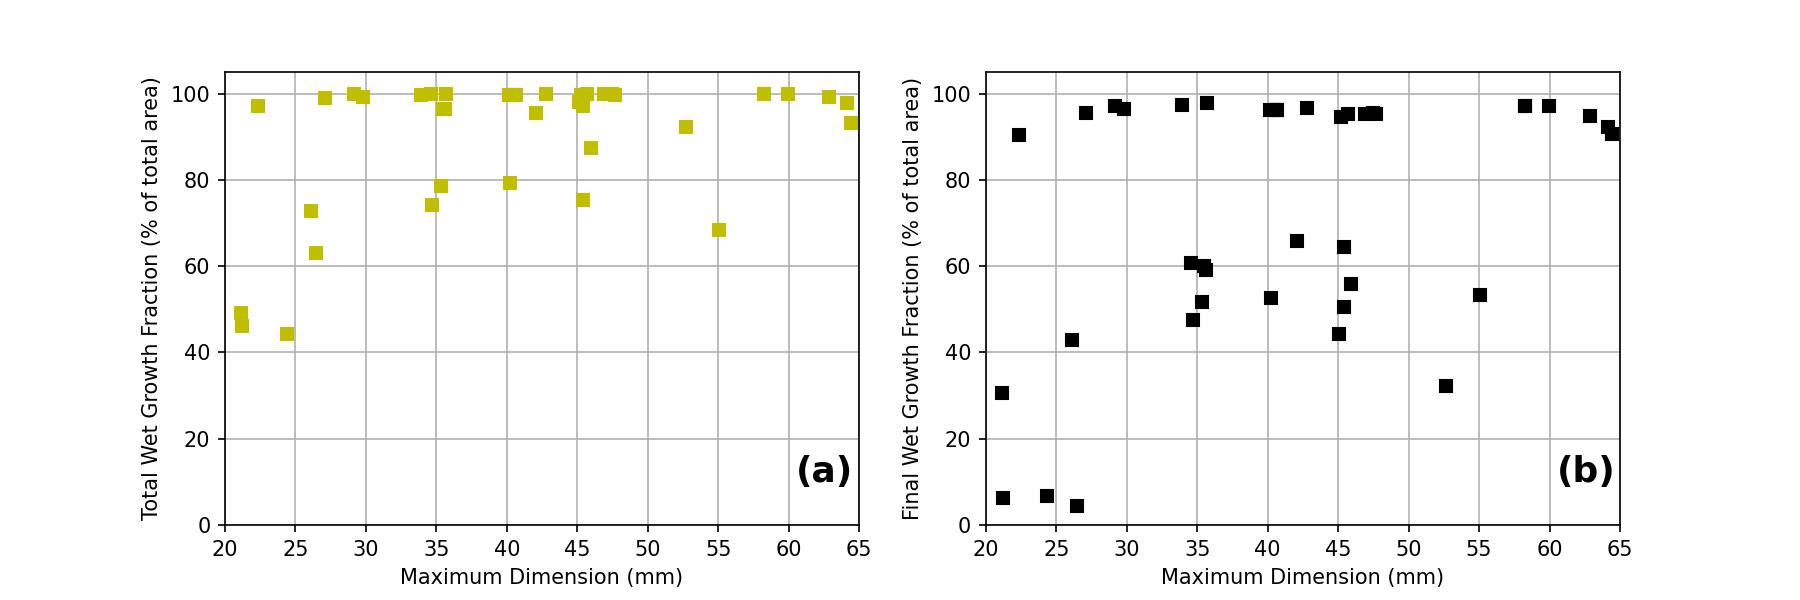 Total Wet Growth Fraction (% of total area)
100
80
60
40
20
0
20 25 30 35 40 45 50 55 60 65
Maximum Dimension (mm)
(a)
Final Wet Growth Fraction (% of total area)
100
80
60
40
20
0
20 25 30 35 40 45 50 55 60 65
Maximum Dimension (mm)
(b)